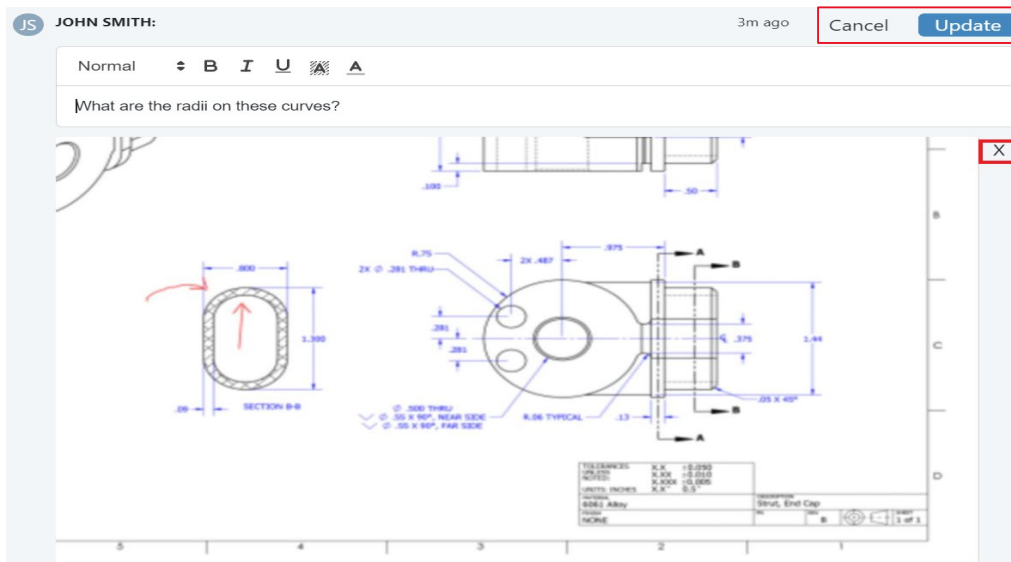 JS JOHN SMITH: 3m ago Cancel Update
Normal B I U A A
What are the radii on these curves?
X
.100
.50
B
.975
R.75
A
.800
2X .487
B
2X Ø .281 THRU
.281
1.300
.375
1.44
C
.281
.09
SECTION B-B
Ø .500 THRU
.05 X 45°
Ø .55 X 90°, NEAR SIDE
R.06 TYPICAL
.13
B
Ø .55 X 90°, FAR SIDE
A
TOLERANCES X.X ±0.050
UNLESS X.XX ±0.010
NOTED: X.XXX ±0.005
UNITS: INCHES X.X° 0.5°
D
MATERIAL DESCRIPTION
6061 Alloy Strut, End Cap
FINISH SHEET
NONE B 1 of 1
5 4 3 2 1